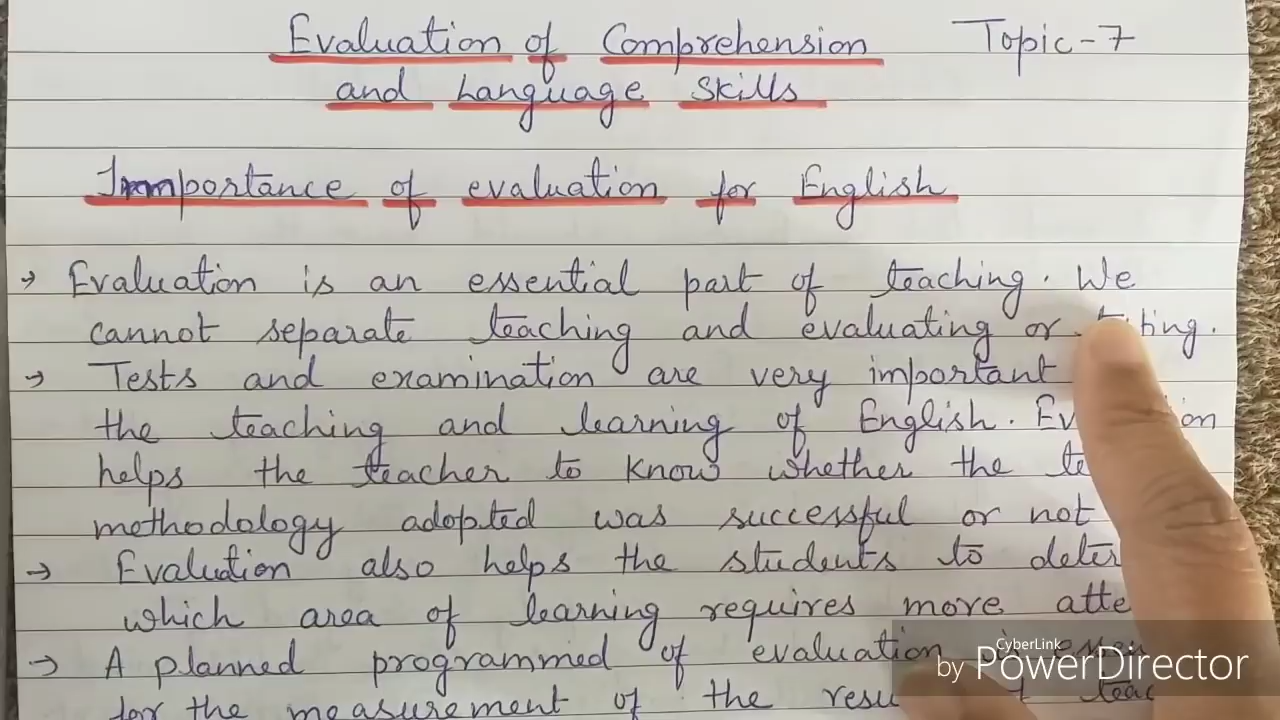 Evaluation of Comprehension Topic-7
and Language Skills
Importance of evaluation for English
→ Evaluation is an essential part of teaching. We
cannot separate teaching and evaluating or
→ Tests and examination are very important
the teaching and learning of English.
helps the teacher to know whether the
methodology adopted was successful or not
→ Evaluation also helps the students to
which area of learning requires more
→ A planned programmed of evaluation is
for the measurement of the
CyberLink
by PowerDirector